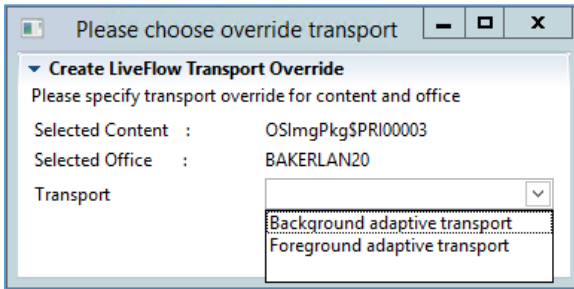 Please choose override transport
Create LiveFlow Transport Override
Please specify transport override for content and office
Selected Content : OSImgPkg$PRI00003
Selected Office : BAKERLAN20
Transport
Background adaptive transport
Foreground adaptive transport